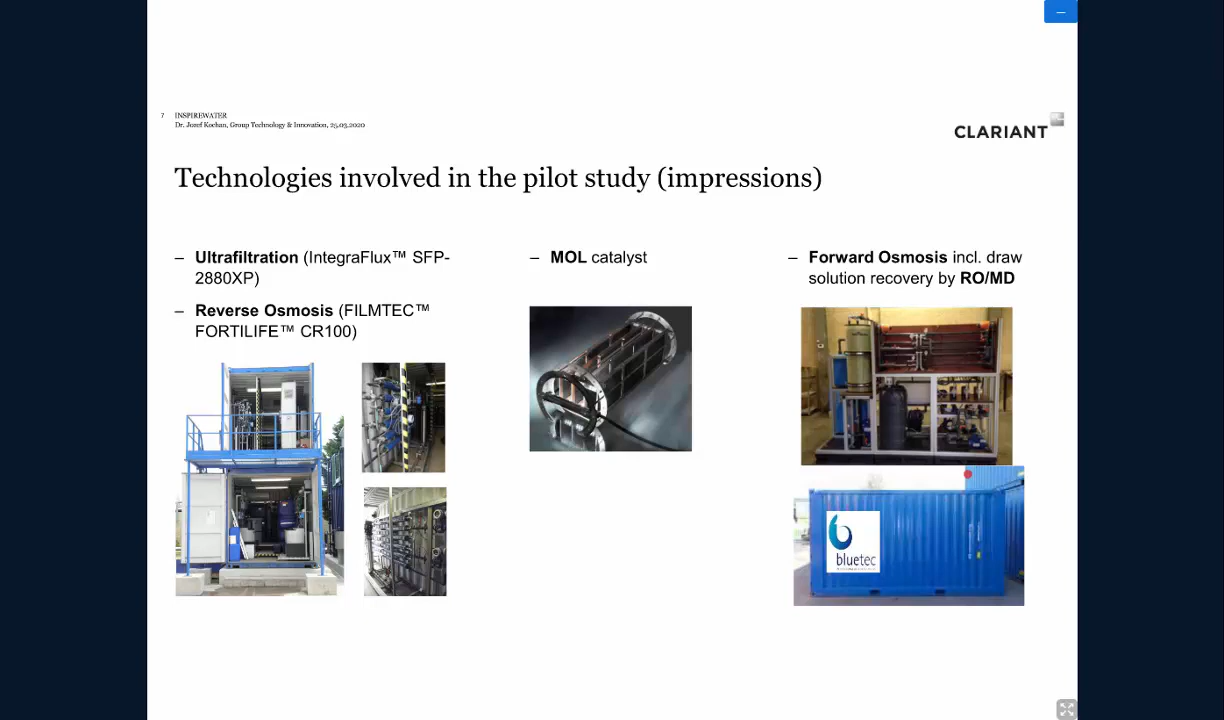 7 INSPIREWATER
Dr. Jozef Kochan, Group Technology & Innovation, 25.03.2020
CLARIANT
Technologies involved in the pilot study (impressions)
– Ultrafiltration (IntegraFlux™ SFP-
2880XP)
– Reverse Osmosis (FILMTEC™
FORTILIFE™ CR100)
– MOL catalyst
– Forward Osmosis incl. draw
solution recovery by RO/MD
bluetec